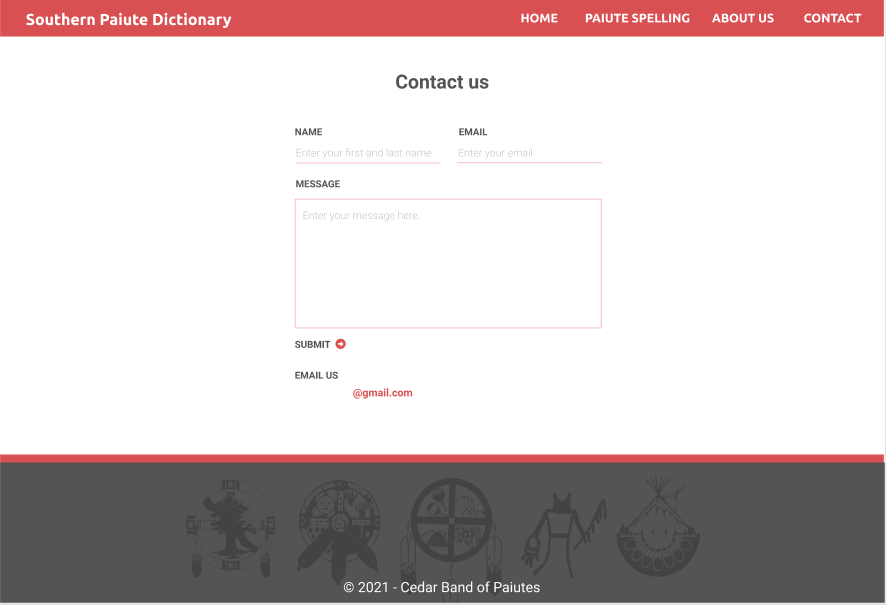 Southern Paiute Dictionary HOME PAIUTE SPELLING ABOUT US CONTACT
Contact us
NAME EMAIL
Enter your first and last name Enter your email
MESSAGE
Enter your message here.
SUBMIT
EMAIL US
@gmail.com
© 2021 - Cedar Band of Paiutes